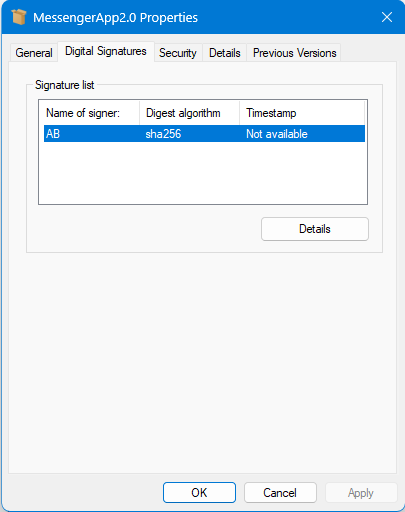 MessengerApp2.0 Properties
General Digital Signatures Security Details Previous Versions
Signature list
Name of signer: Digest algorithm Timestamp
AB sha256 Not available
Details
OK Cancel Apply